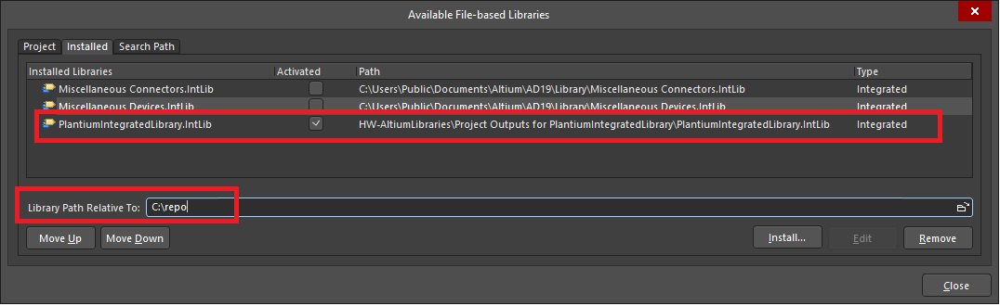 Available File-based Libraries
Project Installed Search Path
Installed Libraries Activated Path Type
Miscellaneous Connectors.IntLib C:\Users\Public\Documents\Altium\AD19\Library\Miscellaneous Connectors.IntLib Integrated
Miscellaneous Devices.IntLib C:\Users\Public\Documents\Altium\AD19\Library\Miscellaneous Devices.IntLib Integrated
PlantiumIntegratedLibrary.IntLib HW-AltiumLibraries\Project Outputs for PlantiumIntegratedLibrary\PlantiumIntegratedLibrary.IntLib Integrated
Library Path Relative To: C:\repo
Move Up Move Down Install... Edit Remove
Close